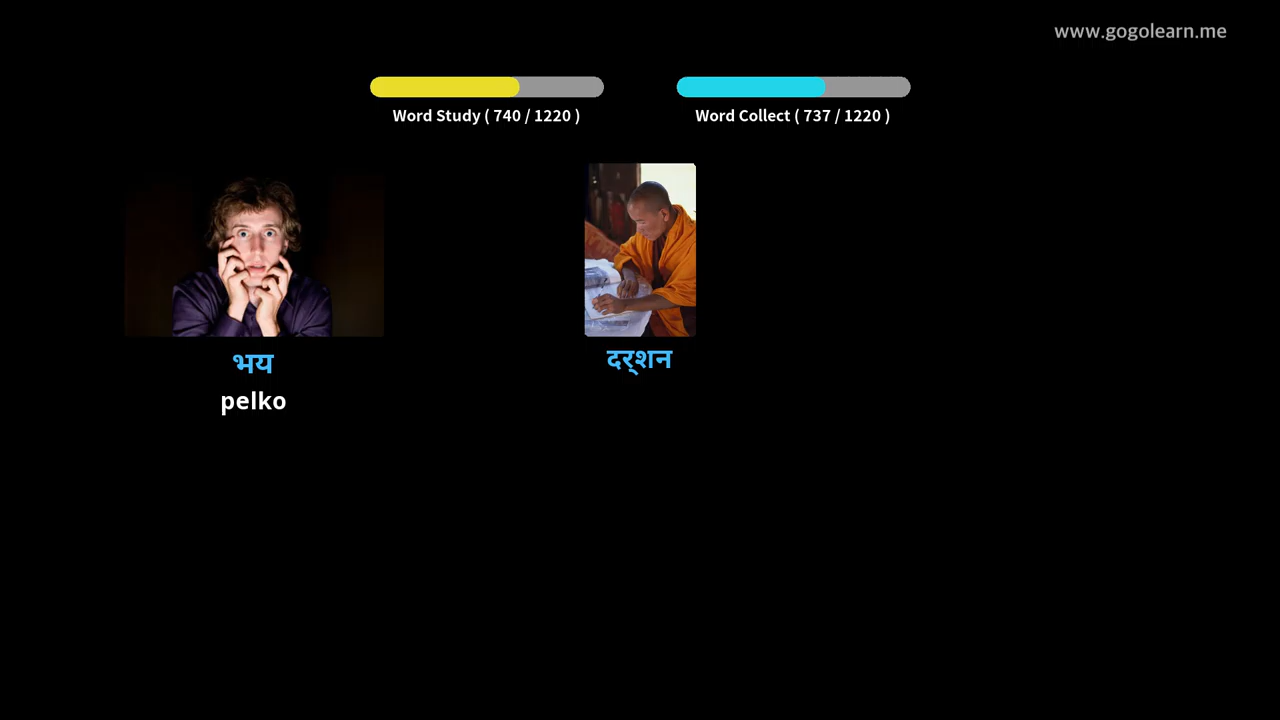 www.gogolearn.me
Word Study ( 740 / 1220 )
Word Collect ( 737 / 1220 )
भय
pelko
दर्शन